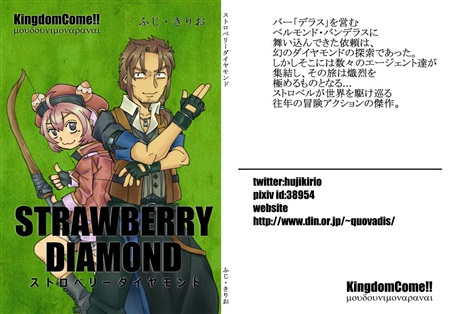 KingdomCome!!
μουδουνιμοναραναι
ふじ・きりお
STRAWBERRY
DIAMOND
ストロベリーダイヤモンド
ストロベリーダイヤモンド
ふじ・きりお
バー「デラス」を営む
ベルモンド・バンデラスに
舞い込んできた依頼は、
幻のダイヤモンドの探索であった。
しかしそこには数々のエージェント達が
集結し、その旅は熾烈を
極めるものとなる...
ストロベルが世界を駆け巡る
往年の冒険アクションの傑作。
twitter:hujikirio
pixiv id:38954
website
http://www.din.or.jp/~quovadis/
KingdomCome!!
μουδουνιμοναραναι